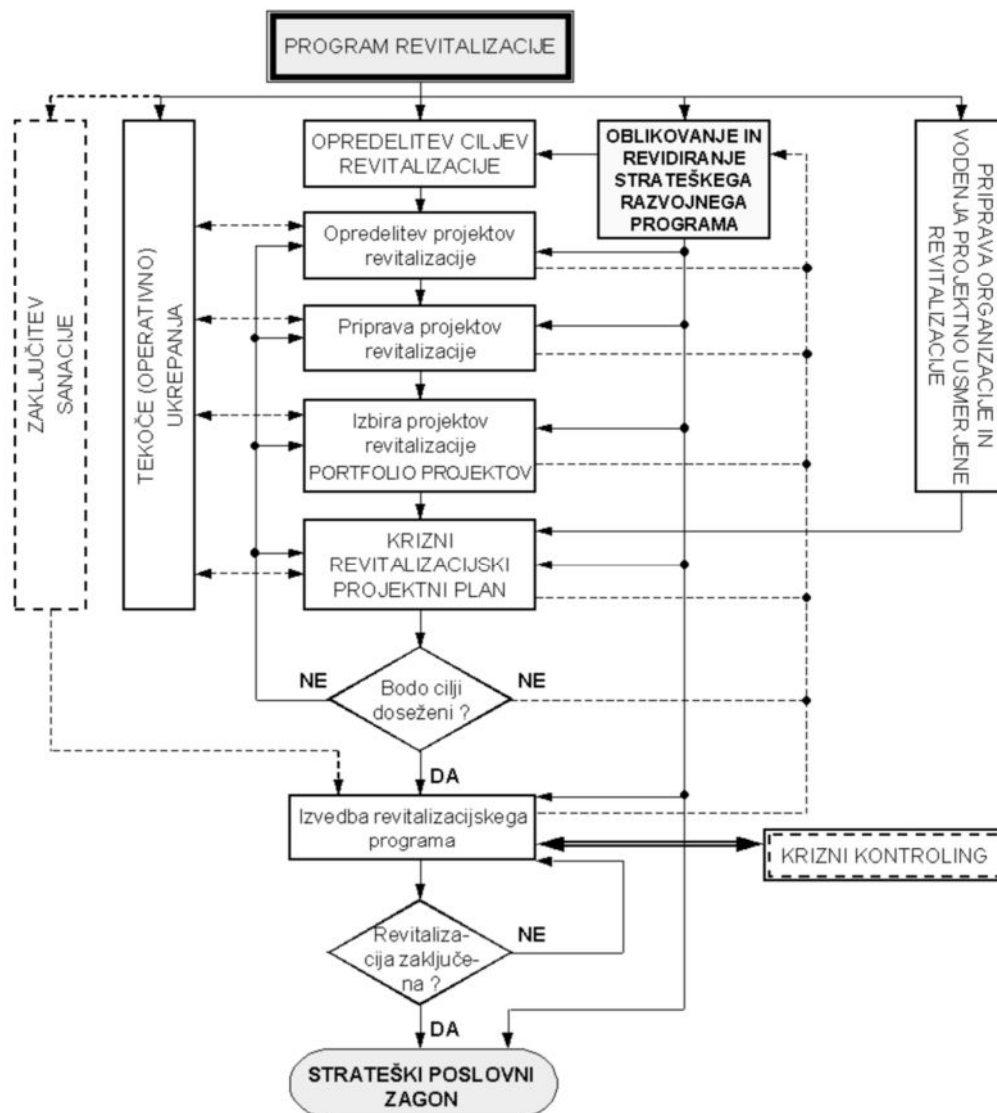 PROGRAM REVITALIZACIJE
ZAKLJUČITEV
SANACIJE
TEKOČE (OPERATIVNO)
UKREPANJA
OPREDELITEV CILJEV
REVITALIZACIJE
OBLIKOVANJE IN
REVIDIRANJE
STRATEŠKEGA
RAZVOJNEGA
PROGRAMA
PRIPRAVA ORGANIZACIJE IN
VODENJA PROJEKTNO USMERJENE
REVITALIZACIJE
Opredelitev projektov
revitalizacije
Priprava projektov
revitalizacije
Izbira projektov
revitalizacije
PORTFOLIO PROJEKTOV
KRIZNI
REVITALIZACIJSKI
PROJEKTNI PLAN
NE
Bodo cilji
doseženi ?
NE
DA
Izvedba revitalizacijskega
programa
KRIZNI KONTROLING
Revitaliza-
cija zaključe-
na ?
NE
DA
STRATEŠKI POSLOVNI
ZAGON